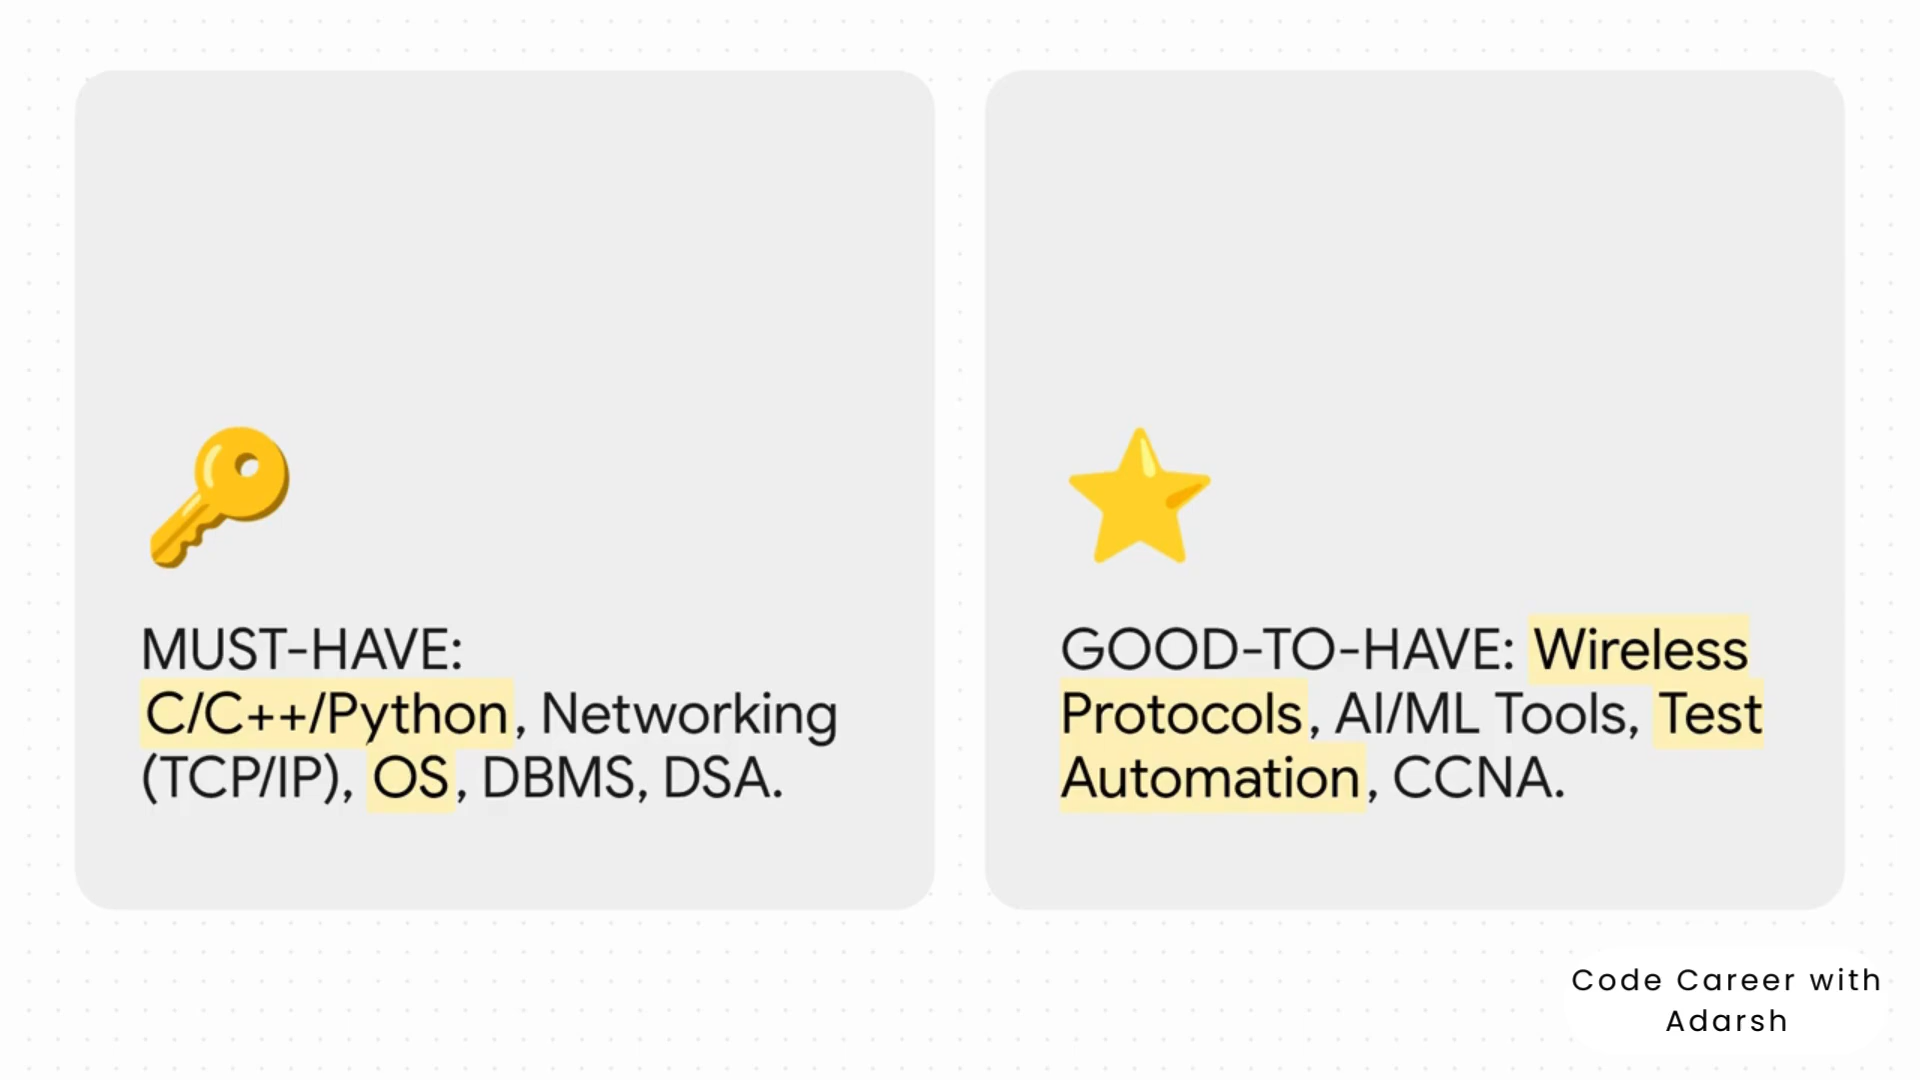 MUST-HAVE:
C/C++/Python, Networking
(TCP/IP), OS, DBMS, DSA.
GOOD-TO-HAVE: Wireless
Protocols, AI/ML Tools, Test
Automation, CCNA.
Code Career with
Adarsh